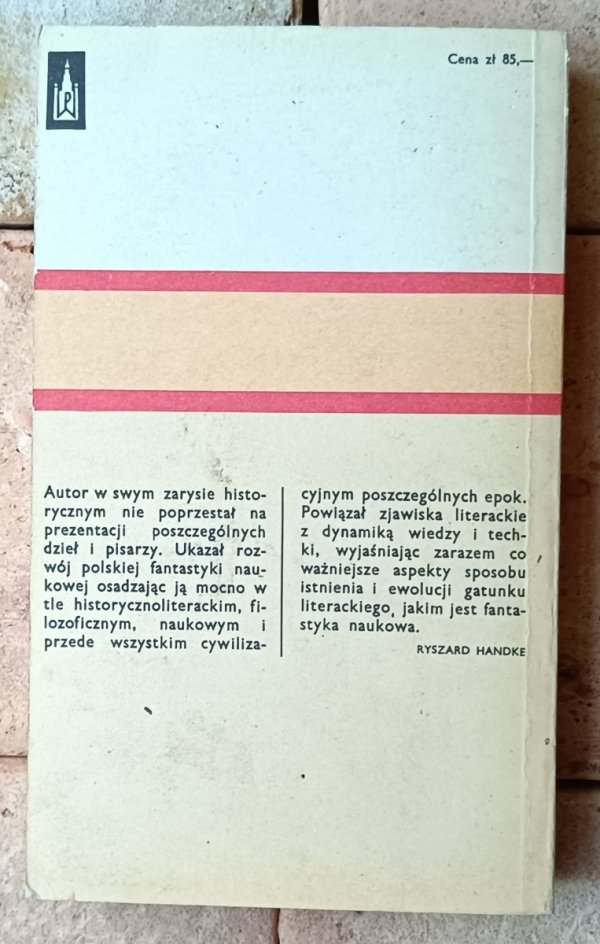 Cena zł 85,—
WP
Autor w swym zarysie histo-
rycznym nie poprzestał na
prezentacji poszczególnych
dzieł i pisarzy. Ukazał roz-
wój polskiej fantastyki nau-
kowej osadzając ją mocno w
tle historycznoliterackim, fi-
lozoficznym, naukowym i
przede wszystkim cywiliza-
cyjnym poszczególnych epok.
Powiązał zjawiska literackie
z dynamiką wiedzy i tech-
ki, wyjaśniając zarazem co
ważniejsze aspekty sposobu
istnienia i ewolucji gatunku
literackiego, jakim jest fanta-
styka naukowa.
RYSZARD HANDKE